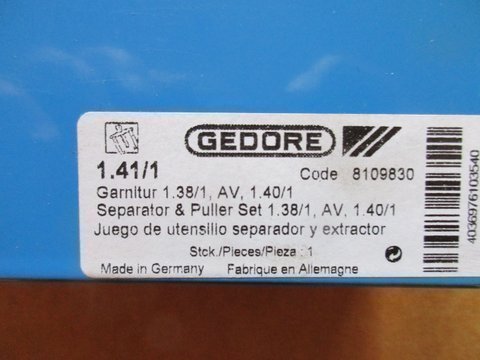 GEDORE
1.41/1
Code 8109830
Garnitur 1.38/1, AV, 1.40/1
Separator & Puller Set 1.38/1, AV, 1.40/1
Juego de utensilio separador y extractor
Stck./Pieces/Pieza : 1
Made in Germany Fabrique en Allemagne
4036976103540